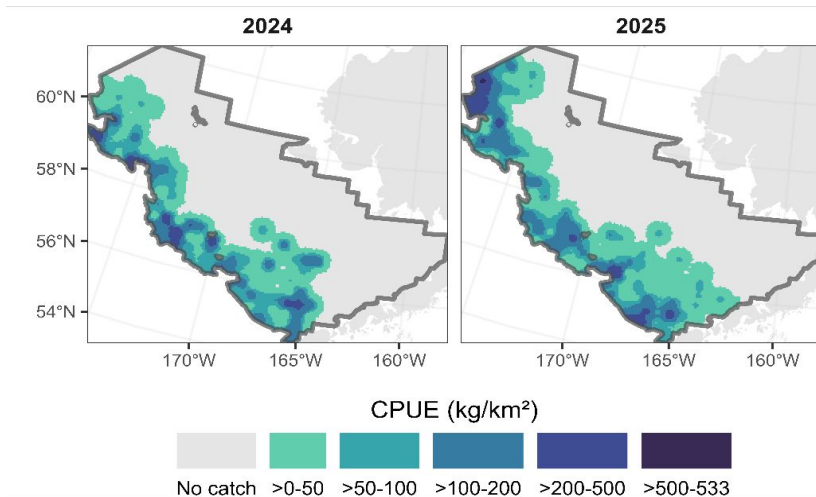 2024
2025
60°N
58°N
56°N
54°N
170°W
165°W
160°W
170°W
165°W
160°W
CPUE (kg/km²)
No catch
>0-50
>50-100
>100-200
>200-500
>500-533